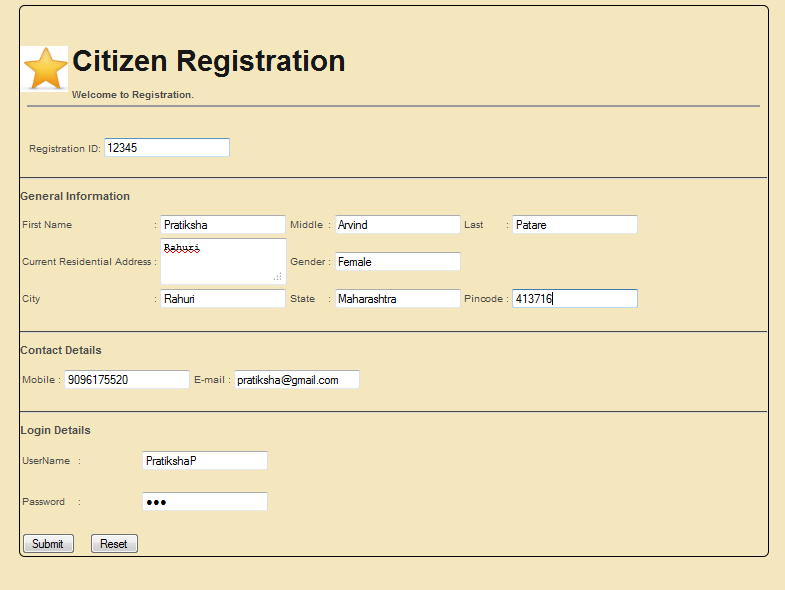 Citizen Registration
Welcome to Registration.
Registration ID: 12345
General Information
First Name : Pratiksha Middle : Arvind Last : Patare
Current Residential Address : Rahuri Gender : Female
City : Rahuri State : Maharashtra Pincode : 413716
Contact Details
Mobile : 9096175520 E-mail : pratiksha@gmail.com
Login Details
UserName : PratikshaP
Password : ●●●
Submit Reset